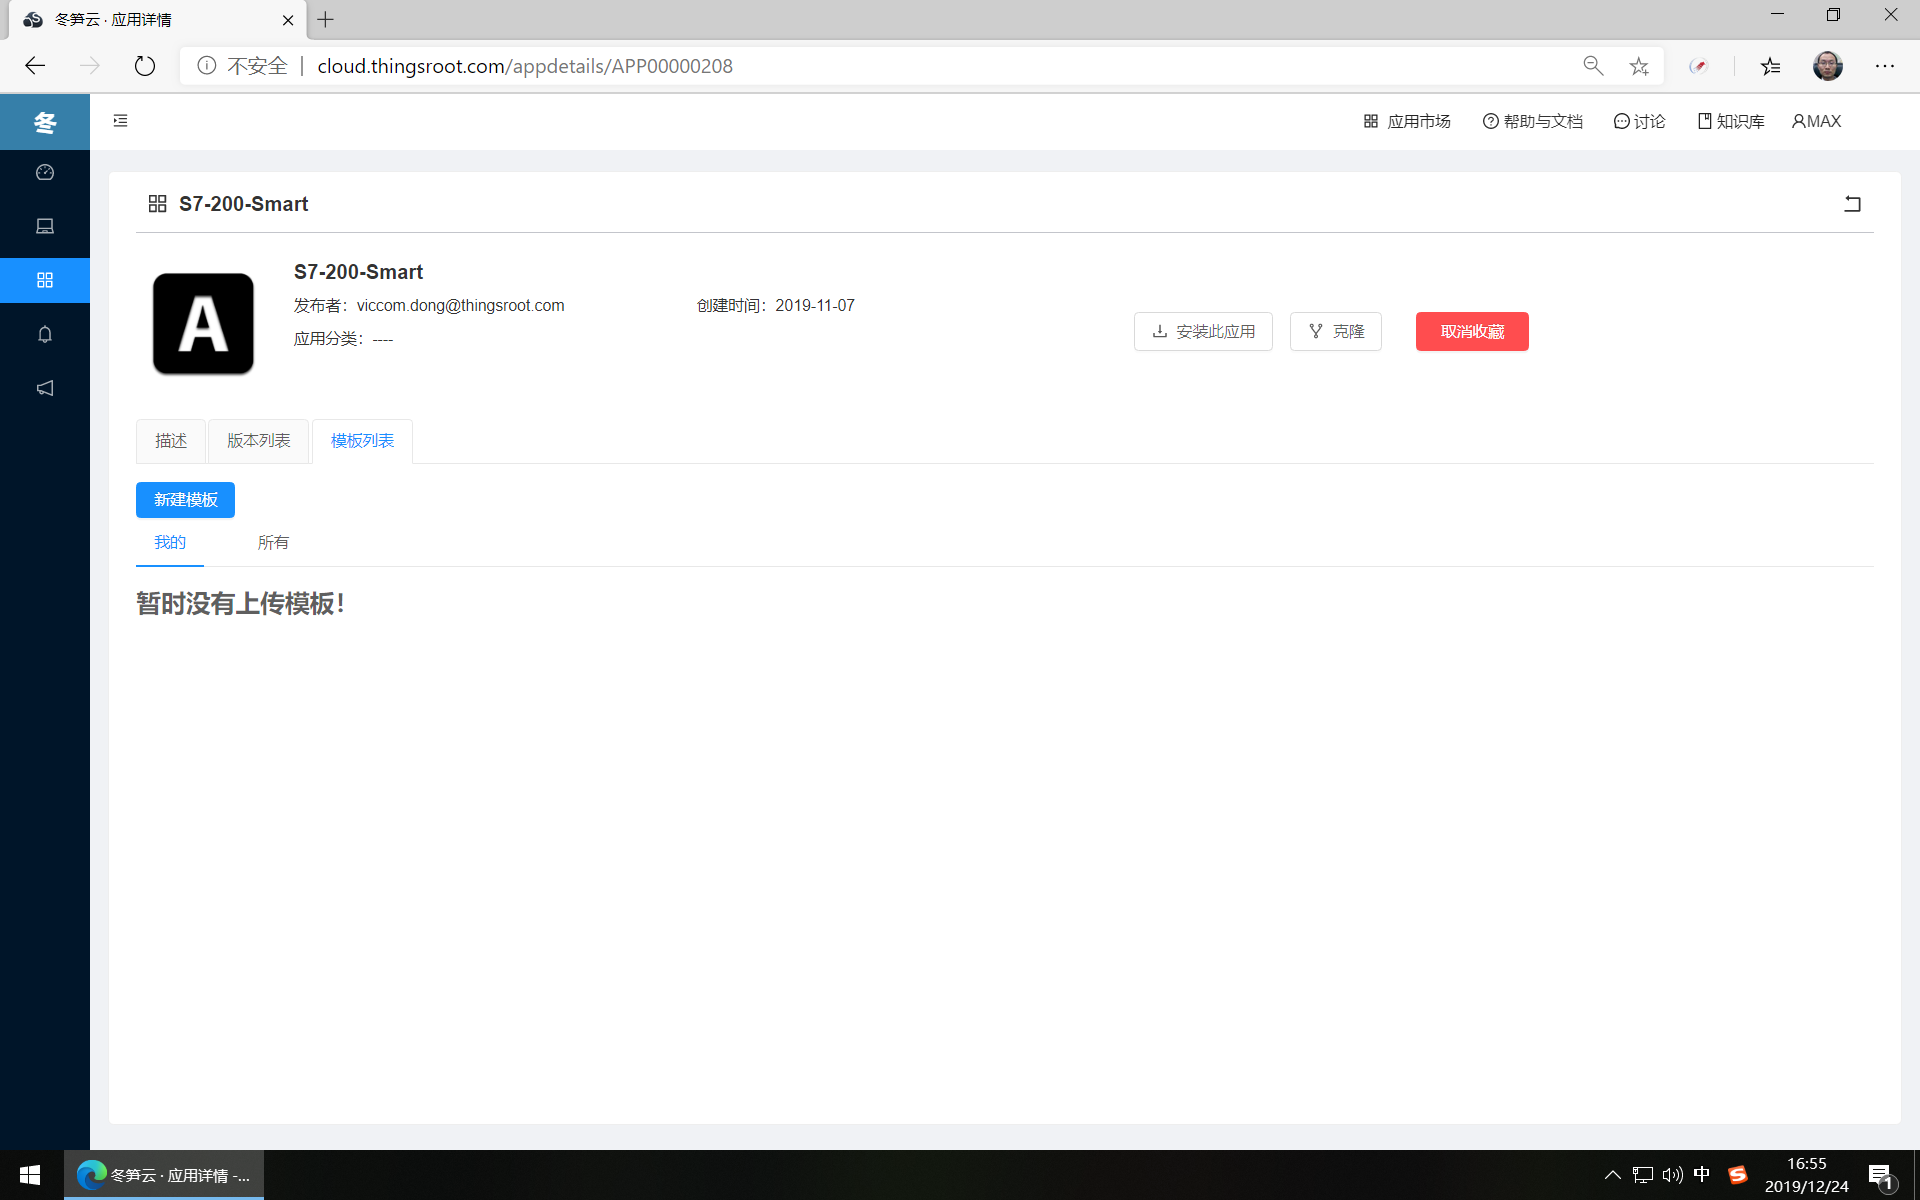 冬笋云 · 应用详情
不安全 | cloud.thingsroot.com/appdetails/APP00000208
冬
应用市场
帮助与文档
讨论
知识库
MAX
S7-200-Smart
A
S7-200-Smart
发布者：viccom.dong@thingsroot.com
创建时间：2019-11-07
应用分类：----
安装此应用
克隆
取消收藏
描述
版本列表
模板列表
新建模板
我的
所有
暂时没有上传模板！
冬笋云 · 应用详情 -...
中
16:55
2019/12/24
1